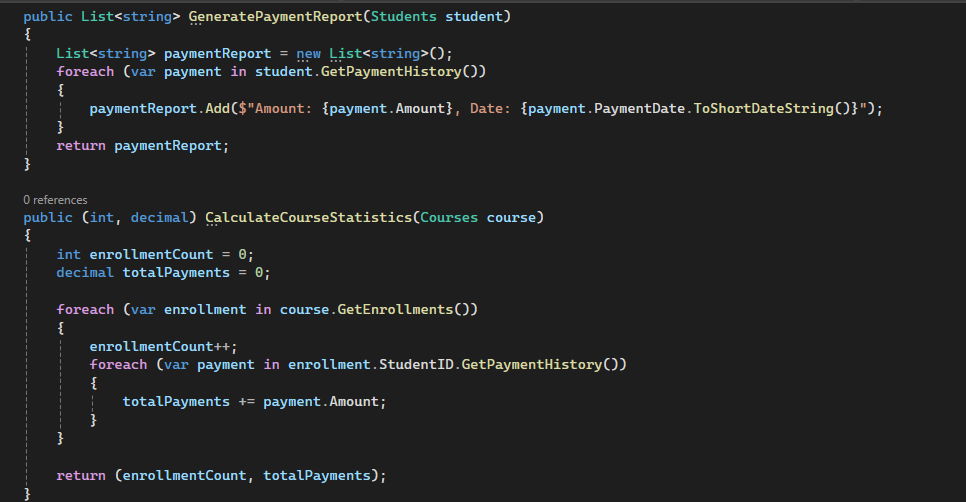 public List<string> GeneratePaymentReport(Students student)
{
    List<string> paymentReport = new List<string>();
    foreach (var payment in student.GetPaymentHistory())
    {
        paymentReport.Add($"Amount: {payment.Amount}, Date: {payment.PaymentDate.ToShortDateString()}");
    }
    return paymentReport;
}
0 references
public (int, decimal) CalculateCourseStatistics(Courses course)
{
    int enrollmentCount = 0;
    decimal totalPayments = 0;
    foreach (var enrollment in course.GetEnrollments())
    {
        enrollmentCount++;
        foreach (var payment in enrollment.StudentID.GetPaymentHistory())
        {
            totalPayments += payment.Amount;
        }
    }
    return (enrollmentCount, totalPayments);
}